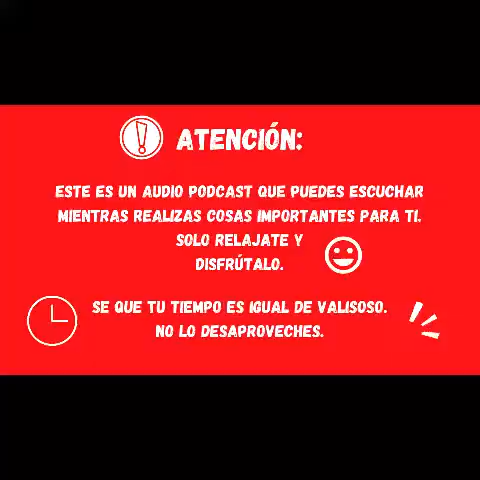 ATENCIÓN:
ESTE ES UN AUDIO PODCAST QUE PUEDES ESCUCHAR
MIENTRAS REALIZAS COSAS IMPORTANTES PARA TI.
SOLO RELAJATE Y
DISFRÚTALO.
SE QUE TU TIEMPO ES IGUAL DE VALISOSO.
NO LO DESAPROVECHES.